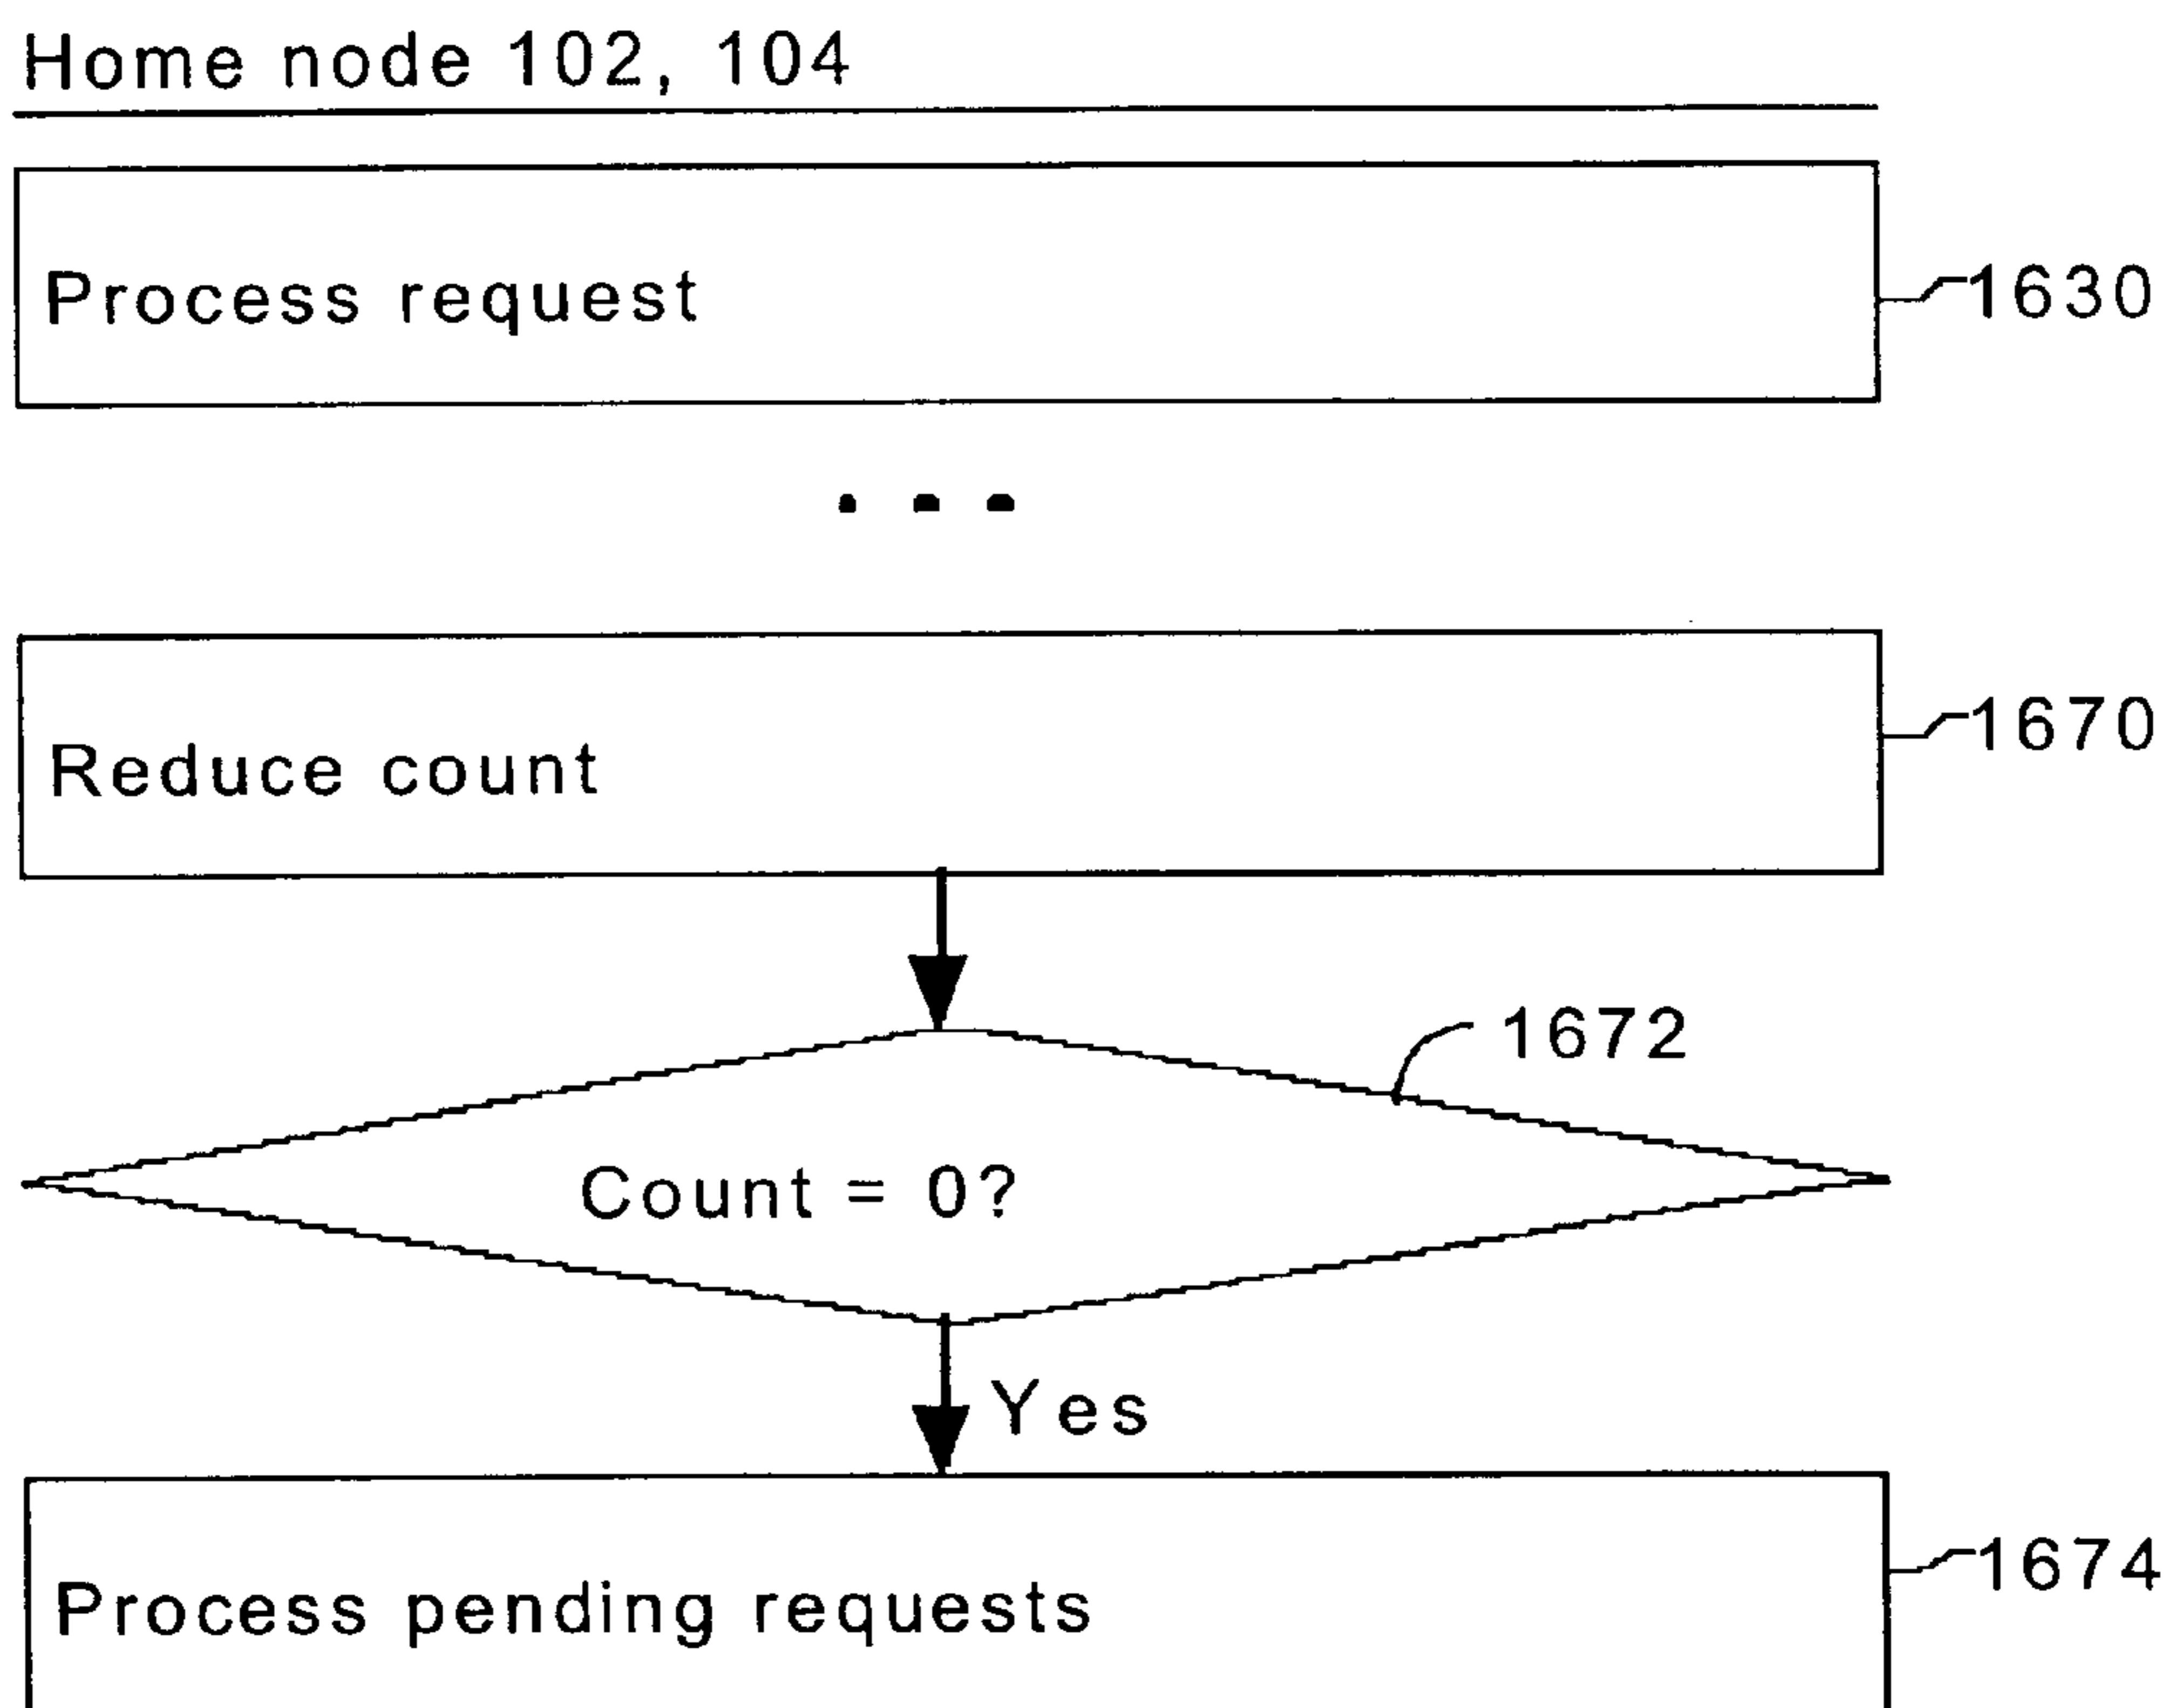 Home node 102, 104
Process request
1630
...
Reduce count
1670
1672
Count = 0?
Yes
Process pending requests
1674